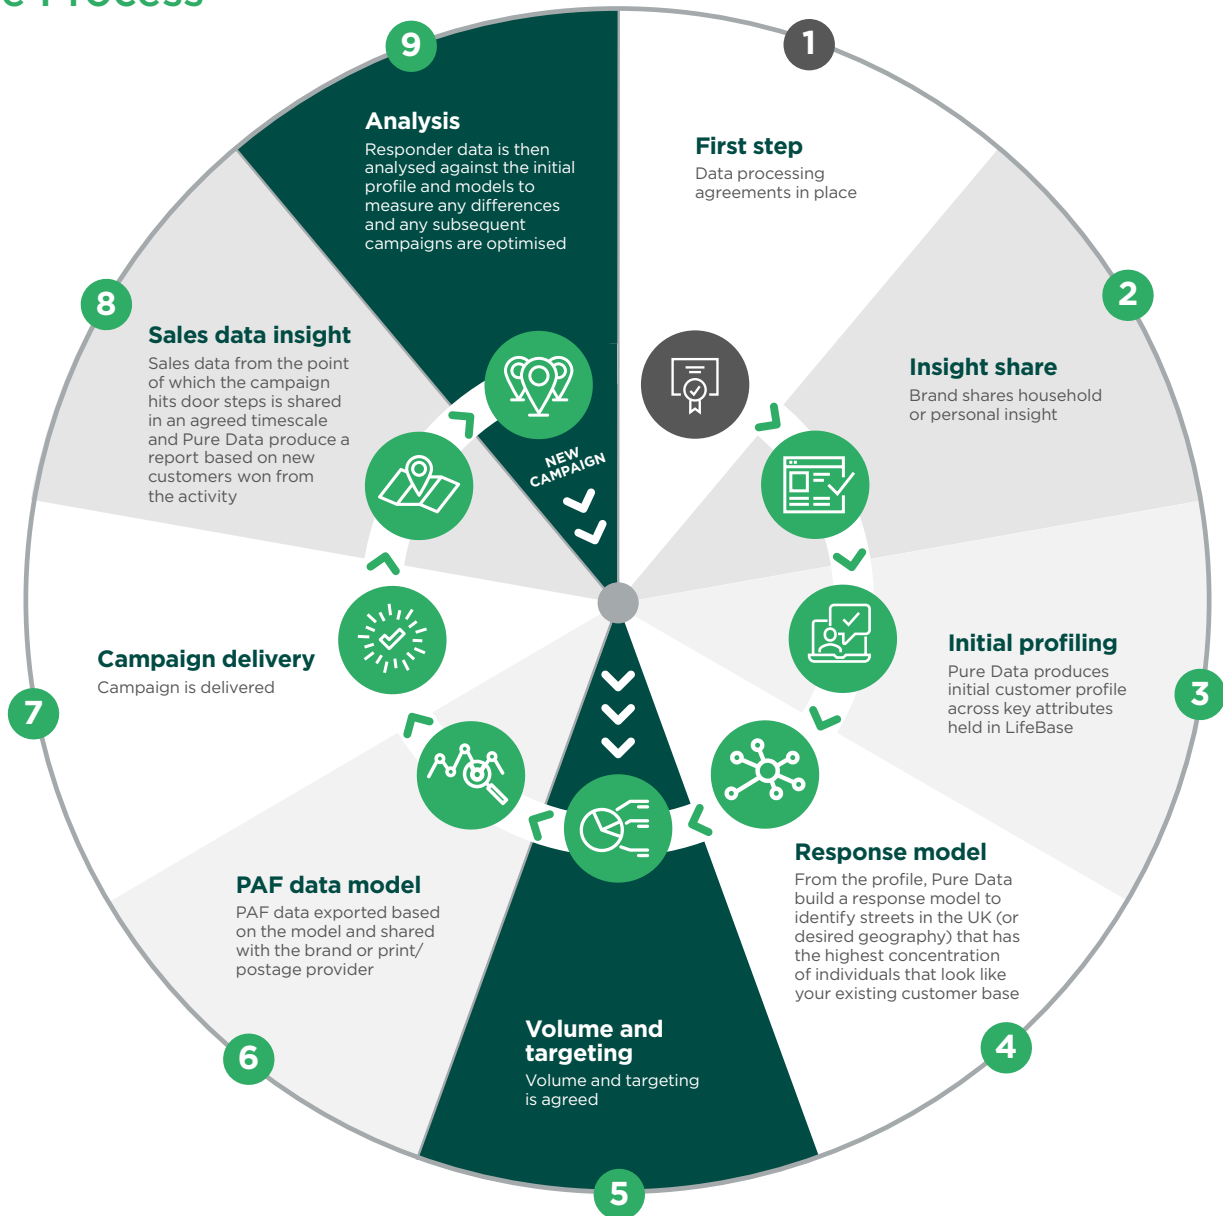 e Process
1
First step
Data processing
agreements in place
2
Insight share
Brand shares household
or personal insight
3
Initial profiling
Pure Data produces
initial customer profile
across key attributes
held in LifeBase
4
Response model
From the profile, Pure Data
build a response model to
identify streets in the UK (or
desired geography) that has
the highest concentration
of individuals that look like
your existing customer base
5
Volume and
targeting
Volume and targeting
is agreed
6
PAF data model
PAF data exported based
on the model and shared
with the brand or print/
postage provider
7
Campaign delivery
Campaign is delivered
8
Sales data insight
Sales data from the point
of which the campaign
hits door steps is shared
in an agreed timescale
and Pure Data produce a
report based on new
customers won from
the activity
9
Analysis
Responder data is then
analysed against the initial
profile and models to
measure any differences
and any subsequent
campaigns are optimised
NEW
CAMPAIGN